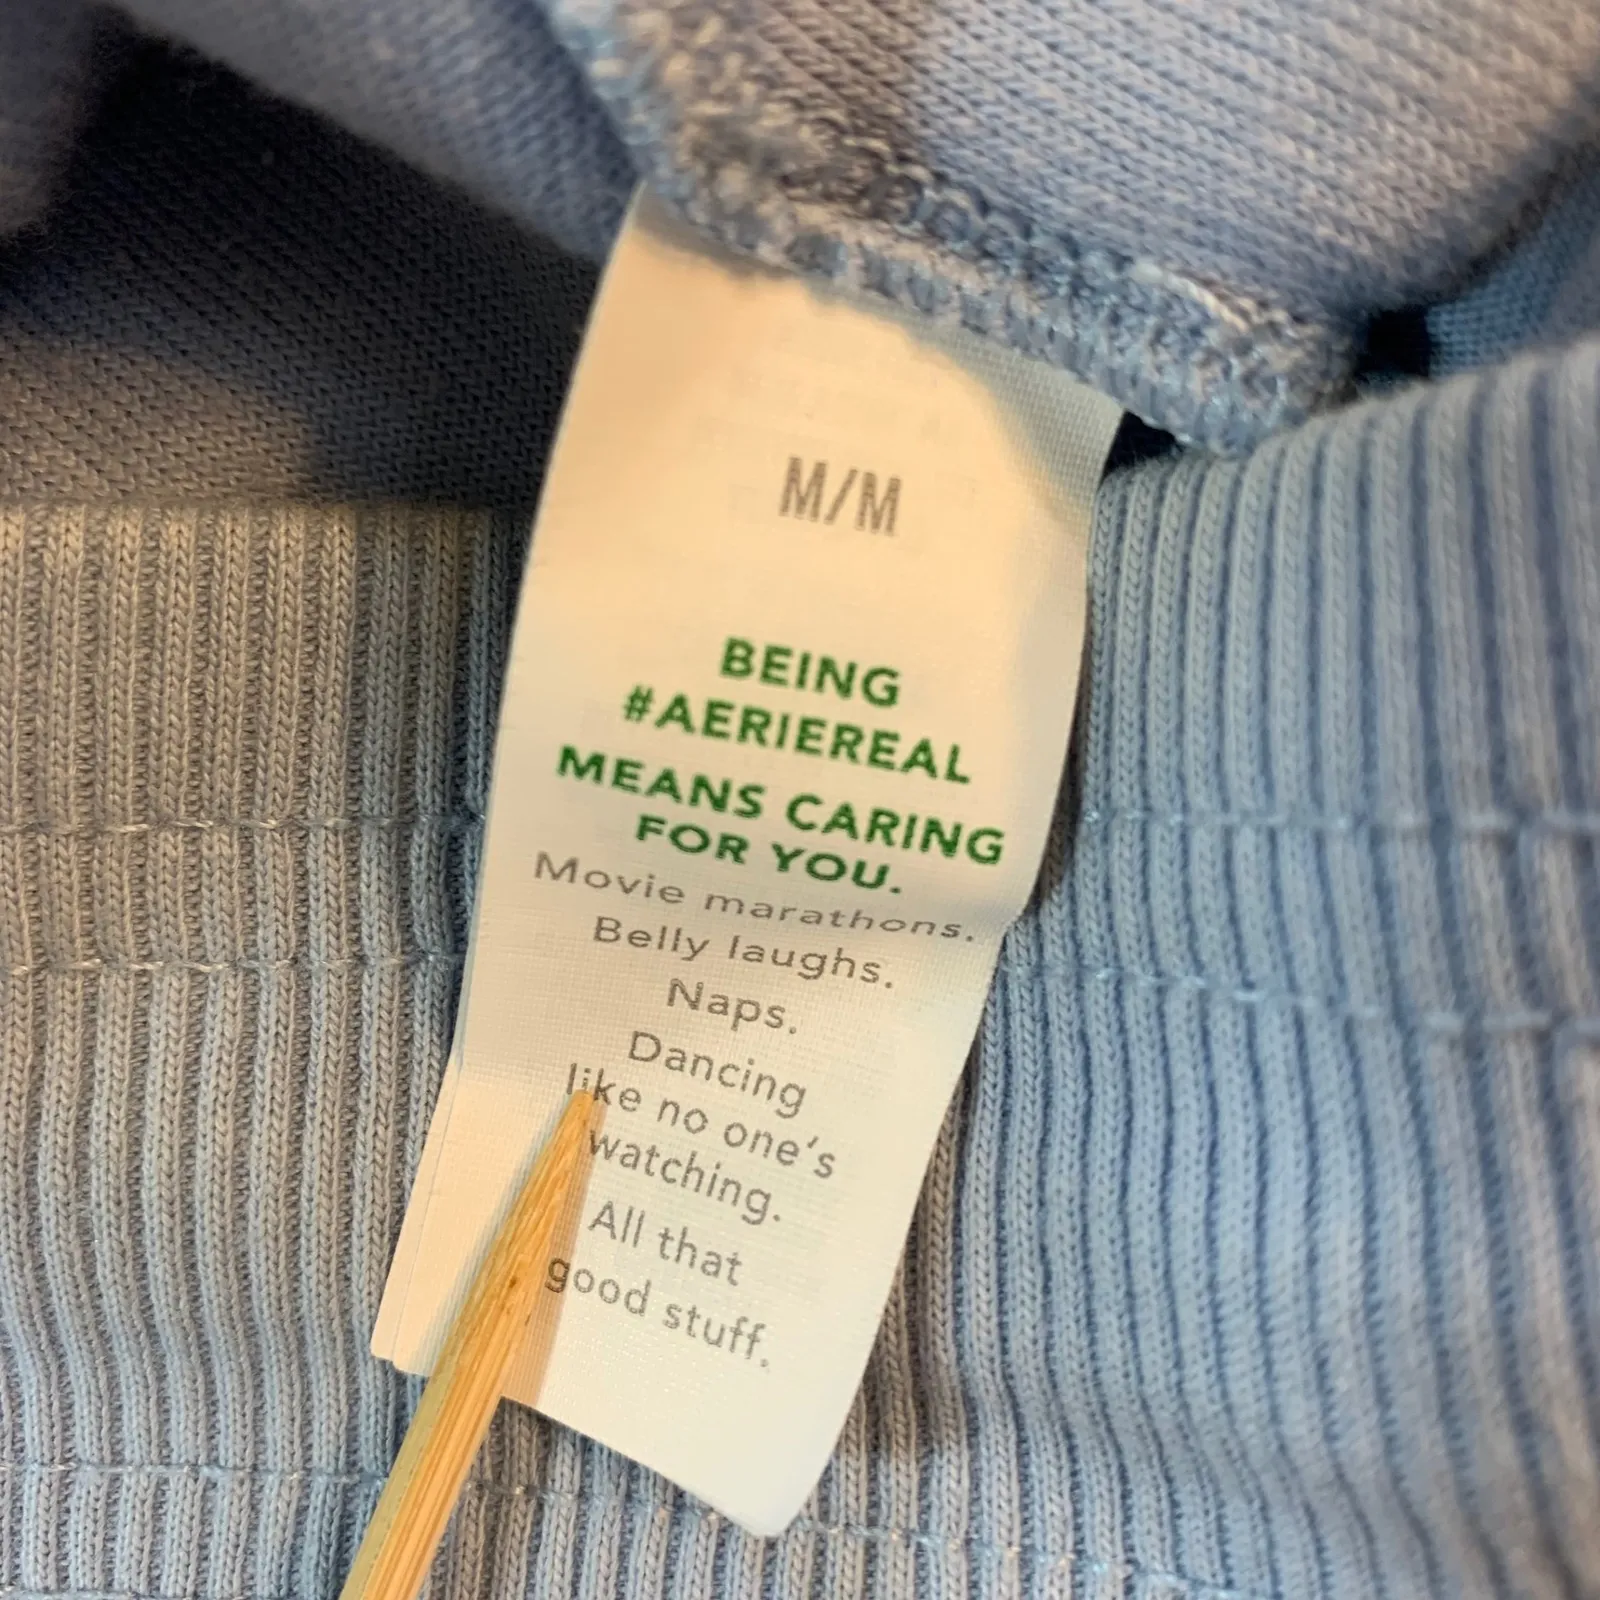 M/M
BEING
#AERIEREAL
MEANS CARING
FOR YOU.
Movie marathons.
Belly laughs.
Naps.
Dancing
like no one's
watching.
All that
good stuff.